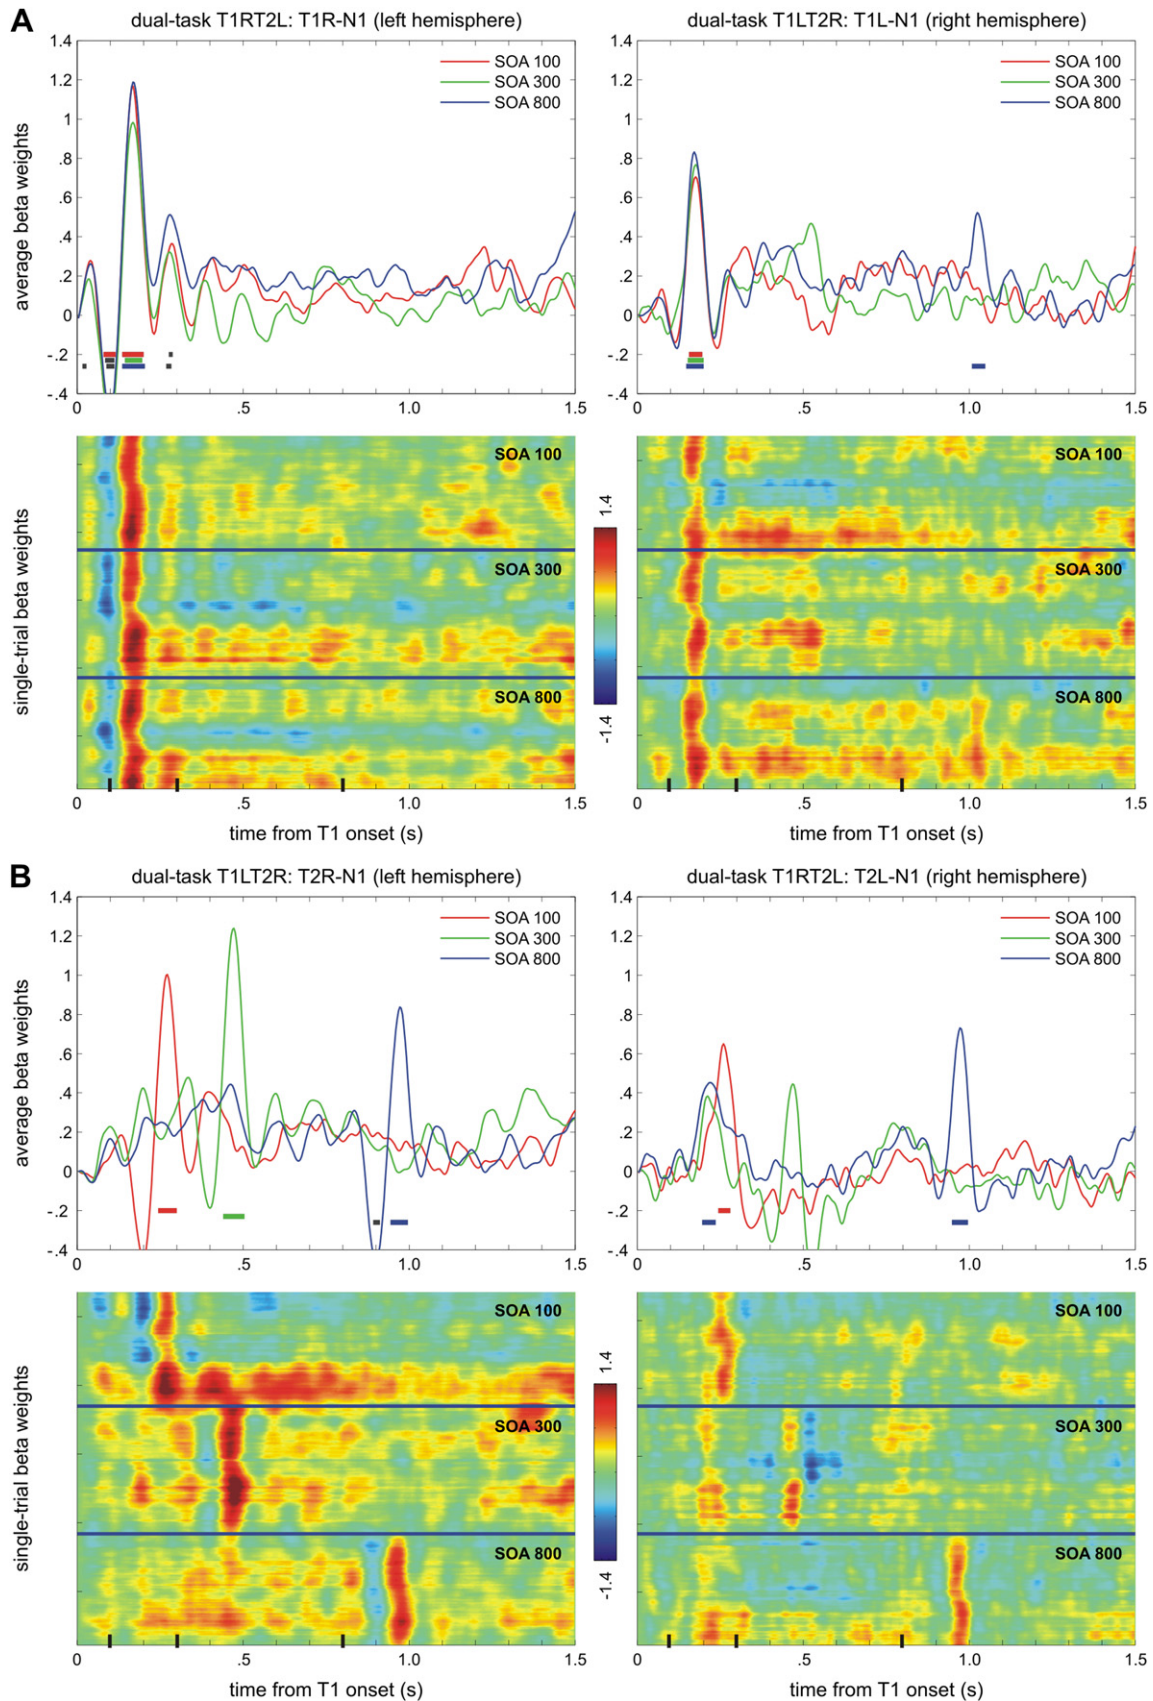 A
dual-task T1RT2L: T1R-N1 (left hemisphere)
1.4
1.2
1
.8
.6
.4
.2
0
-.2
-.4
average beta weights
SOA 100
SOA 300
SOA 800
0 .5 1.0 1.5
dual-task T1LT2R: T1L-N1 (right hemisphere)
SOA 100
SOA 300
SOA 800
0 .5 1.0 1.5
single-trial beta weights
SOA 100
SOA 300
SOA 800
0 .5 1.0 1.5
time from T1 onset (s)
1.4
-1.4
SOA 100
SOA 300
SOA 800
0 .5 1.0 1.5
time from T1 onset (s)
B
dual-task T1LT2R: T2R-N1 (left hemisphere)
1.4
1.2
1
.8
.6
.4
.2
0
-.2
-.4
average beta weights
SOA 100
SOA 300
SOA 800
0 .5 1.0 1.5
dual-task T1RT2L: T2L-N1 (right hemisphere)
SOA 100
SOA 300
SOA 800
0 .5 1.0 1.5
single-trial beta weights
SOA 100
SOA 300
SOA 800
0 .5 1.0 1.5
time from T1 onset (s)
1.4
-1.4
SOA 100
SOA 300
SOA 800
0 .5 1.0 1.5
time from T1 onset (s)